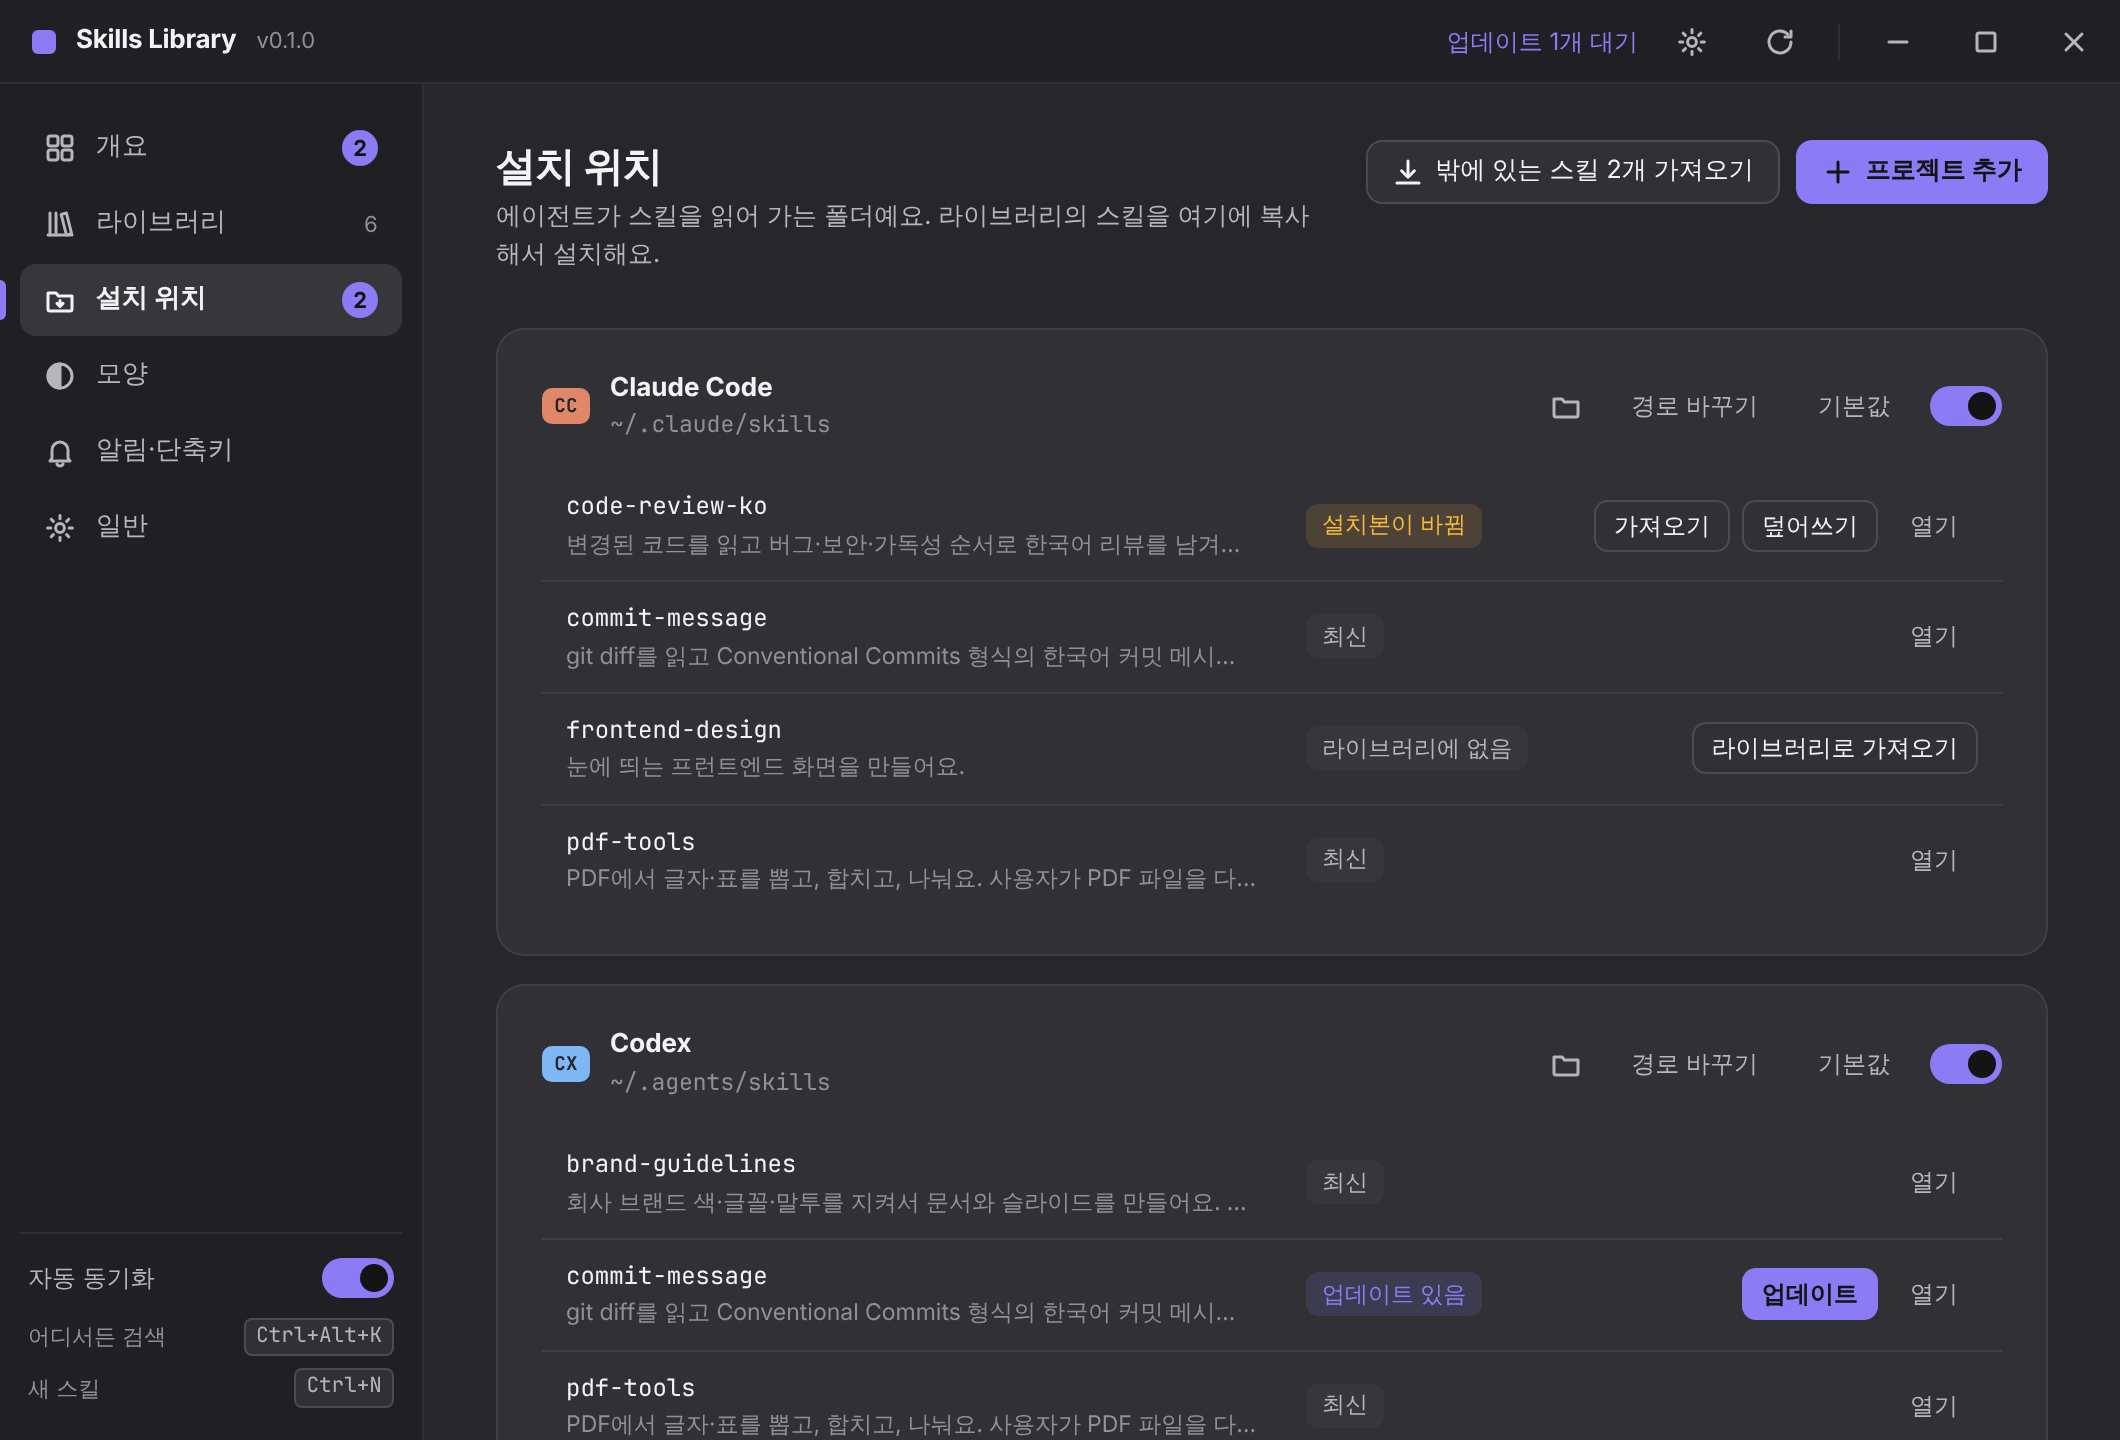 Skills Library v0.1.0
업데이트 1개 대기
개요 2
라이브러리 6
설치 위치 2
모양
알림·단축키
일반
자동 동기화
어디서든 검색 Ctrl+Alt+K
새 스킬 Ctrl+N
설치 위치
에이전트가 스킬을 읽어 가는 폴더예요. 라이브러리의 스킬을 여기에 복사
해서 설치해요.
밖에 있는 스킬 2개 가져오기
프로젝트 추가
CC Claude Code
~/.claude/skills
경로 바꾸기 기본값
code-review-ko
변경된 코드를 읽고 버그·보안·가독성 순서로 한국어 리뷰를 남겨...
설치본이 바뀜 가져오기 덮어쓰기 열기
commit-message
git diff를 읽고 Conventional Commits 형식의 한국어 커밋 메시...
최신 열기
frontend-design
눈에 띄는 프런트엔드 화면을 만들어요.
라이브러리에 없음 라이브러리로 가져오기
pdf-tools
PDF에서 글자·표를 뽑고, 합치고, 나눠요. 사용자가 PDF 파일을 다...
최신 열기
CX Codex
~/.agents/skills
경로 바꾸기 기본값
brand-guidelines
회사 브랜드 색·글꼴·말투를 지켜서 문서와 슬라이드를 만들어요. ...
최신 열기
commit-message
git diff를 읽고 Conventional Commits 형식의 한국어 커밋 메시...
업데이트 있음 업데이트 열기
pdf-tools
PDF에서 글자·표를 뽑고, 합치고, 나눠요. 사용자가 PDF 파일을 다...
최신 열기